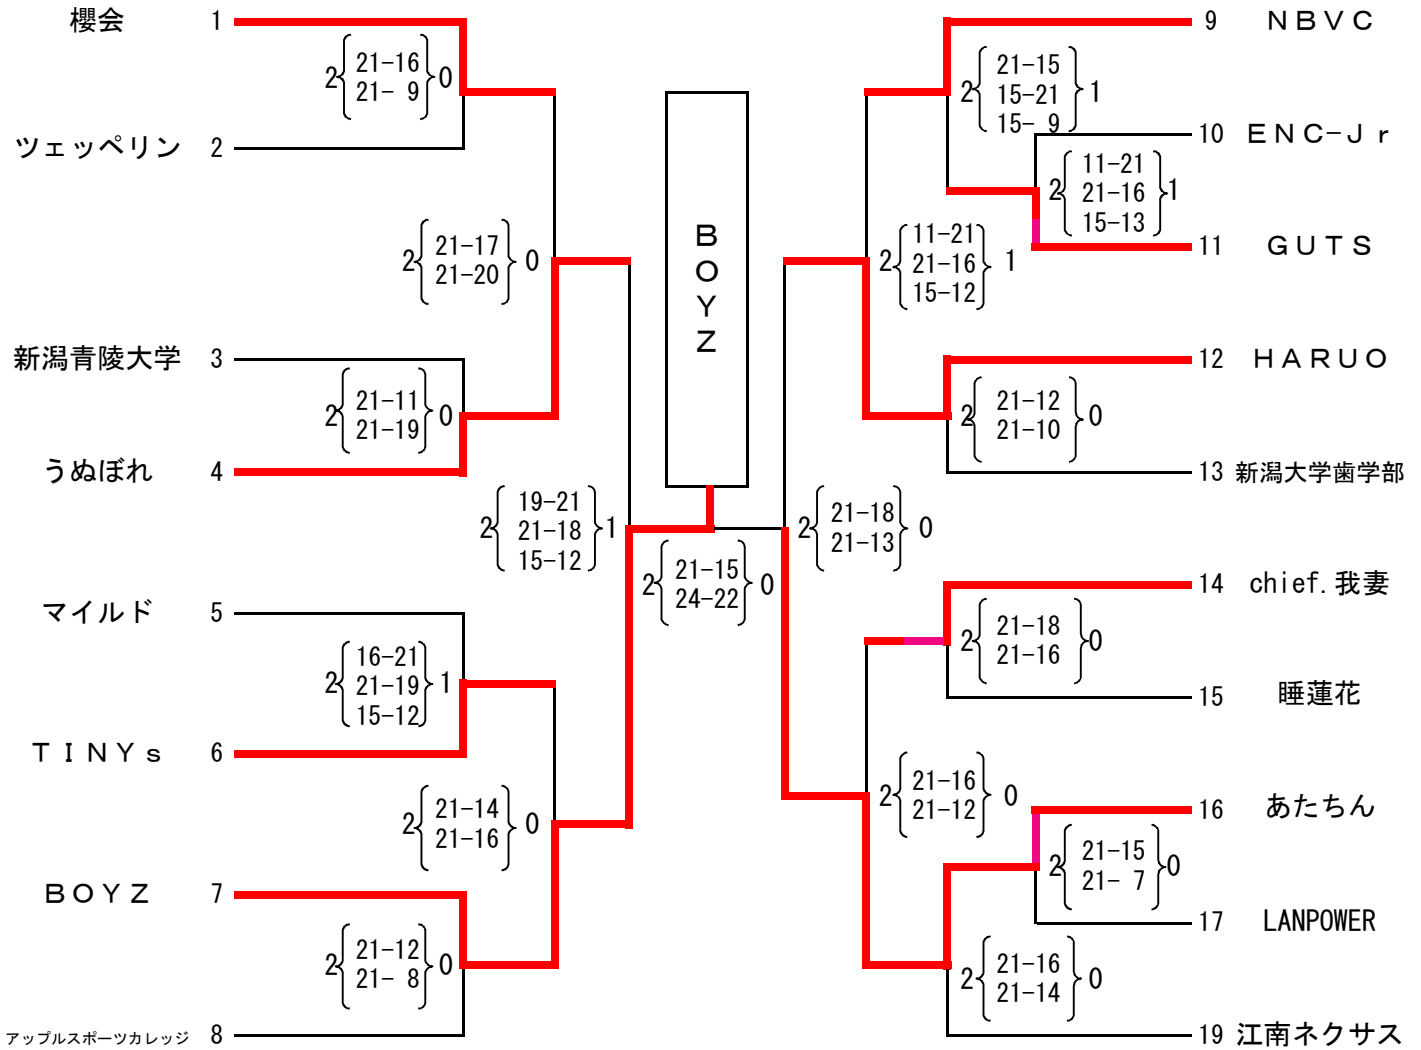 櫻会 1
2 21-16 0
21- 9
ツェッペリン 2
2 21-17 0
21-20
新潟青陵大学 3
2 21-11 0
21-19
うぬぼれ 4
19-21
2 21-18 1
15-12
マイルド 5
16-21
2 21-19 1
15-12
ＴＩＮＹｓ 6
2 21-14 0
21-16
ＢＯＹＺ 7
2 21-12 0
21- 8
アップルスポーツカレッジ 8
Ｂ
Ｏ
Ｙ
Ｚ
2 21-15 0
24-22
9 ＮＢＶＣ
21-15
2 15-21 1
15- 9
10 ＥＮＣ−Ｊｒ
11-21
2 21-16 1
15-13
11 ＧＵＴＳ
11-21
2 21-16 1
15-12
12 ＨＡＲＵＯ
2 21-12 0
21-10
13 新潟大学歯学部
2 21-18 0
21-13
14 chief.我妻
2 21-18 0
21-16
15 睡蓮花
2 21-16 0
21-12
16 あたちん
2 21-15 0
21- 7
17 LANPOWER
2 21-16 0
21-14
19 江南ネクサス